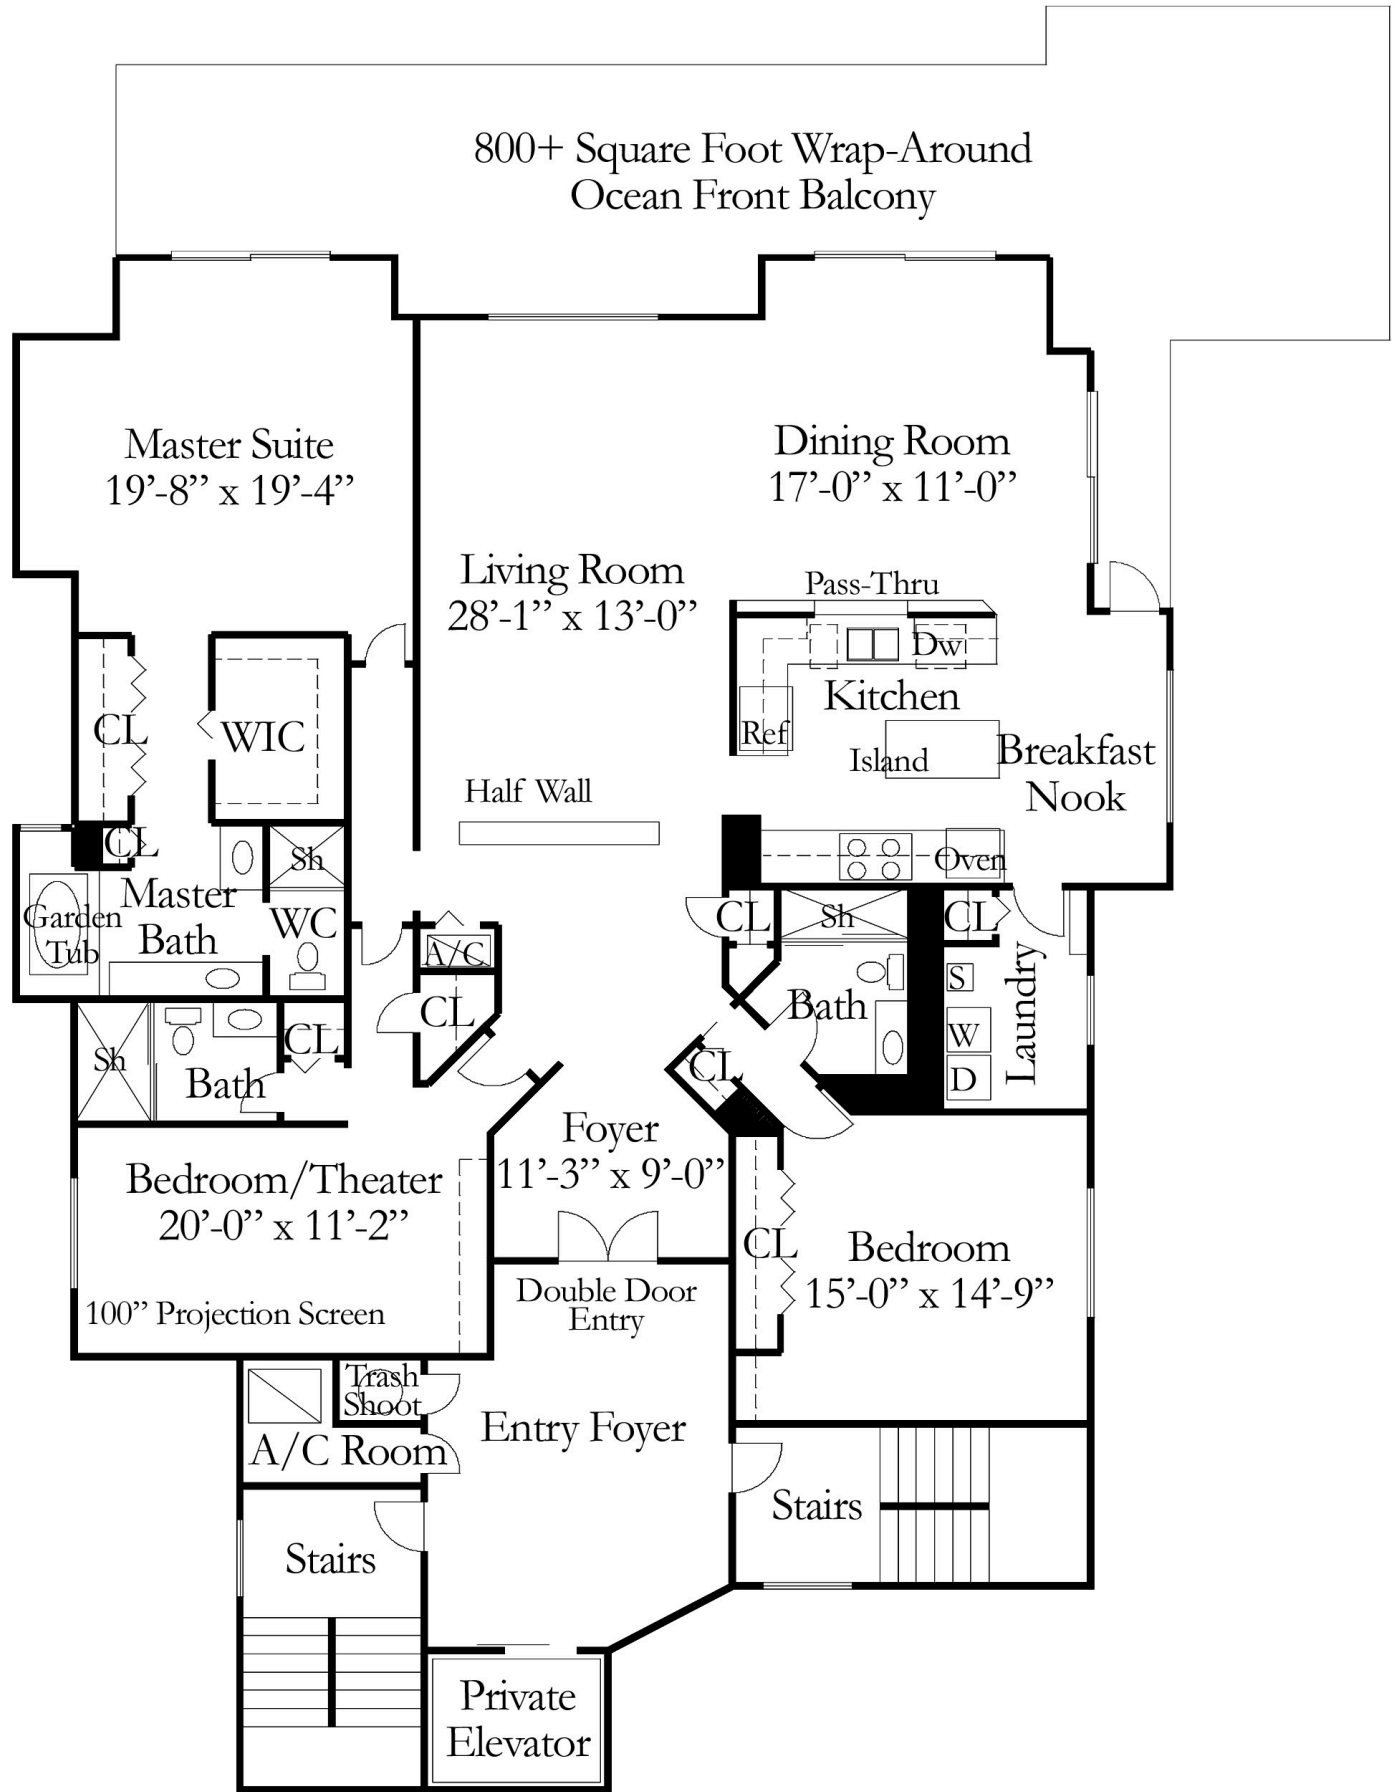 800+ Square Foot Wrap-Around
Ocean Front Balcony
Master Suite
19'-8" x 19'-4"
Dining Room
17'-0" x 11'-0"
Living Room
28'-1" x 13'-0"
Pass-Thru
Dw
Kitchen
Ref
Island
Breakfast
Nook
CL
WIC
Half Wall
CL
Sh
Oven
Master
Bath
Garden
Tub
WC
A/C
CL
Sh
CL
S
W
D
Laundry
Bath
CL
CL
Sh
Bath
CL
Foyer
11'-3" x 9'-0"
Bedroom/Theater
20'-0" x 11'-2"
100" Projection Screen
CL
Bedroom
15'-0" x 14'-9"
Double Door
Entry
Trash
Shoot
A/C Room
Entry Foyer
Stairs
Stairs
Private
Elevator